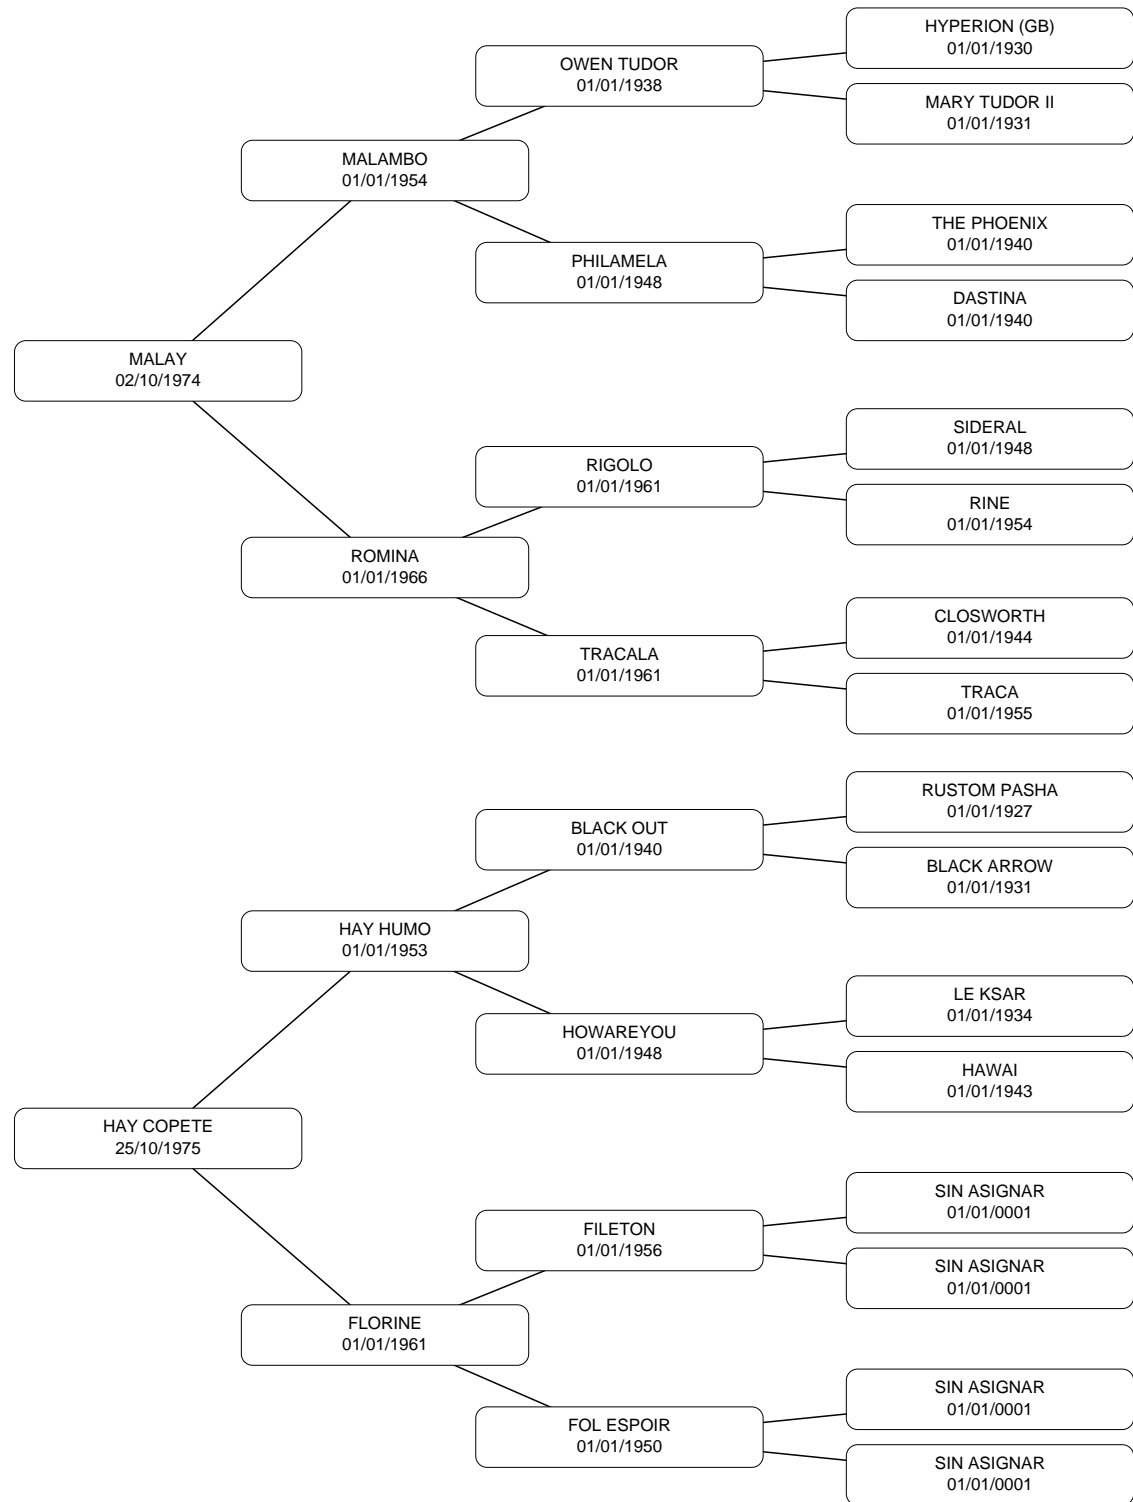 HYPERION (GB)
01/01/1930
OWEN TUDOR
01/01/1938
MARY TUDOR II
01/01/1931
MALAMBO
01/01/1954
THE PHOENIX
01/01/1940
PHILAMELA
01/01/1948
DASTINA
01/01/1940
MALAY
02/10/1974
SIDERAL
01/01/1948
RIGOLO
01/01/1961
RINE
01/01/1954
ROMINA
01/01/1966
CLOSWORTH
01/01/1944
TRACALA
01/01/1961
TRACA
01/01/1955
RUSTOM PASHA
01/01/1927
BLACK OUT
01/01/1940
BLACK ARROW
01/01/1931
HAY HUMO
01/01/1953
LE KSAR
01/01/1934
HOWAREYOU
01/01/1948
HAWAI
01/01/1943
HAY COPETE
25/10/1975
SIN ASIGNAR
01/01/0001
FILETON
01/01/1956
SIN ASIGNAR
01/01/0001
FLORINE
01/01/1961
SIN ASIGNAR
01/01/0001
FOL ESPOIR
01/01/1950
SIN ASIGNAR
01/01/0001